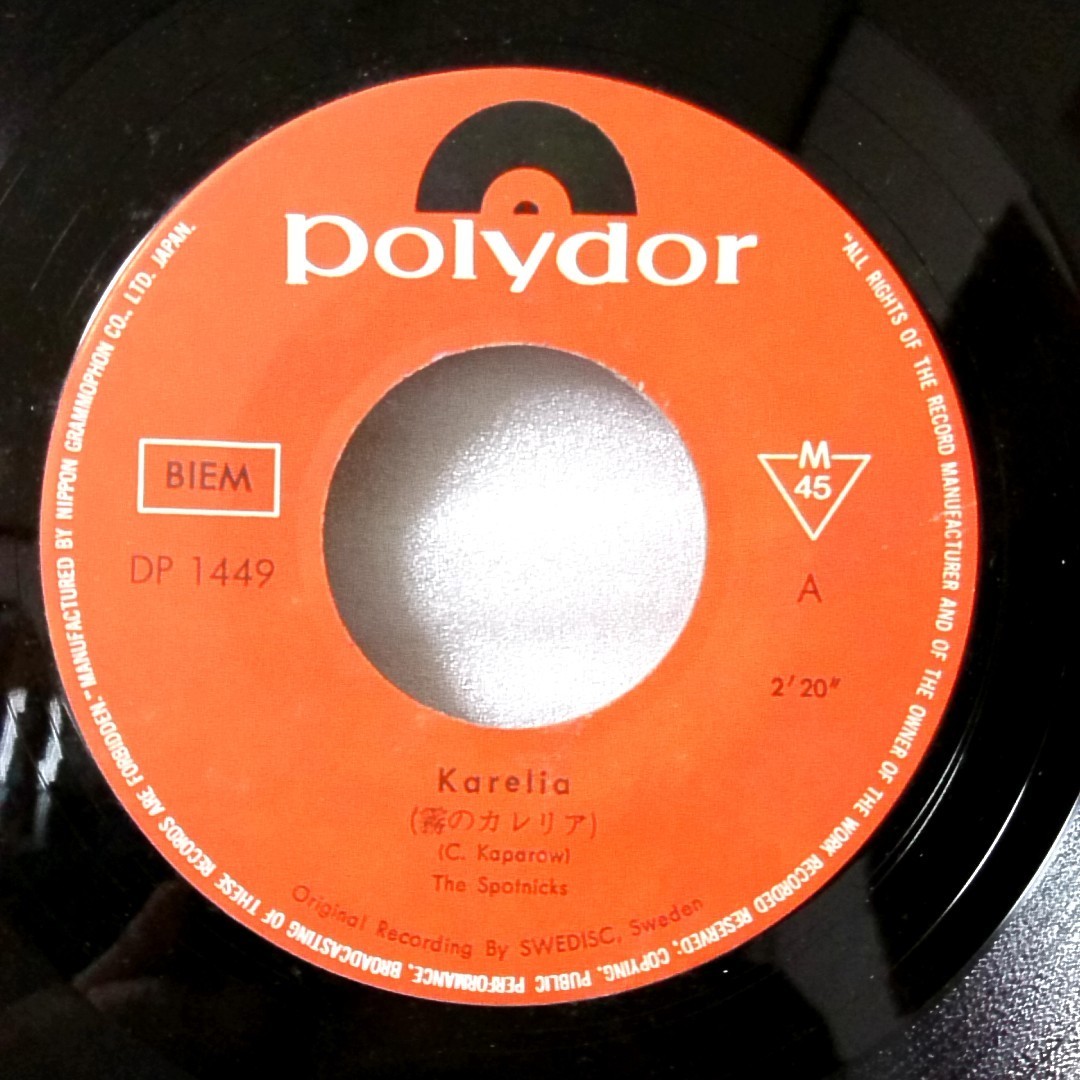 polydor
BIEM
DP 1449
M
45
A
2′20″
Karelia
(霧のカレリア)
(C. Kaparow)
The Spotnicks
Original Recording By SWEDISC, Sweden
"ALL RIGHTS OF THE RECORD MANUFACTURER AND OF THE OWNER OF THE WORK RECORDED RESERVED; COPYING, PUBLIC PERFORMANCE, BROADCASTING OF THESE RECORDS ARE FORBIDDEN." MANUFACTURED BY NIPPON GRAMMOPHON CO., LTD. JAPAN.